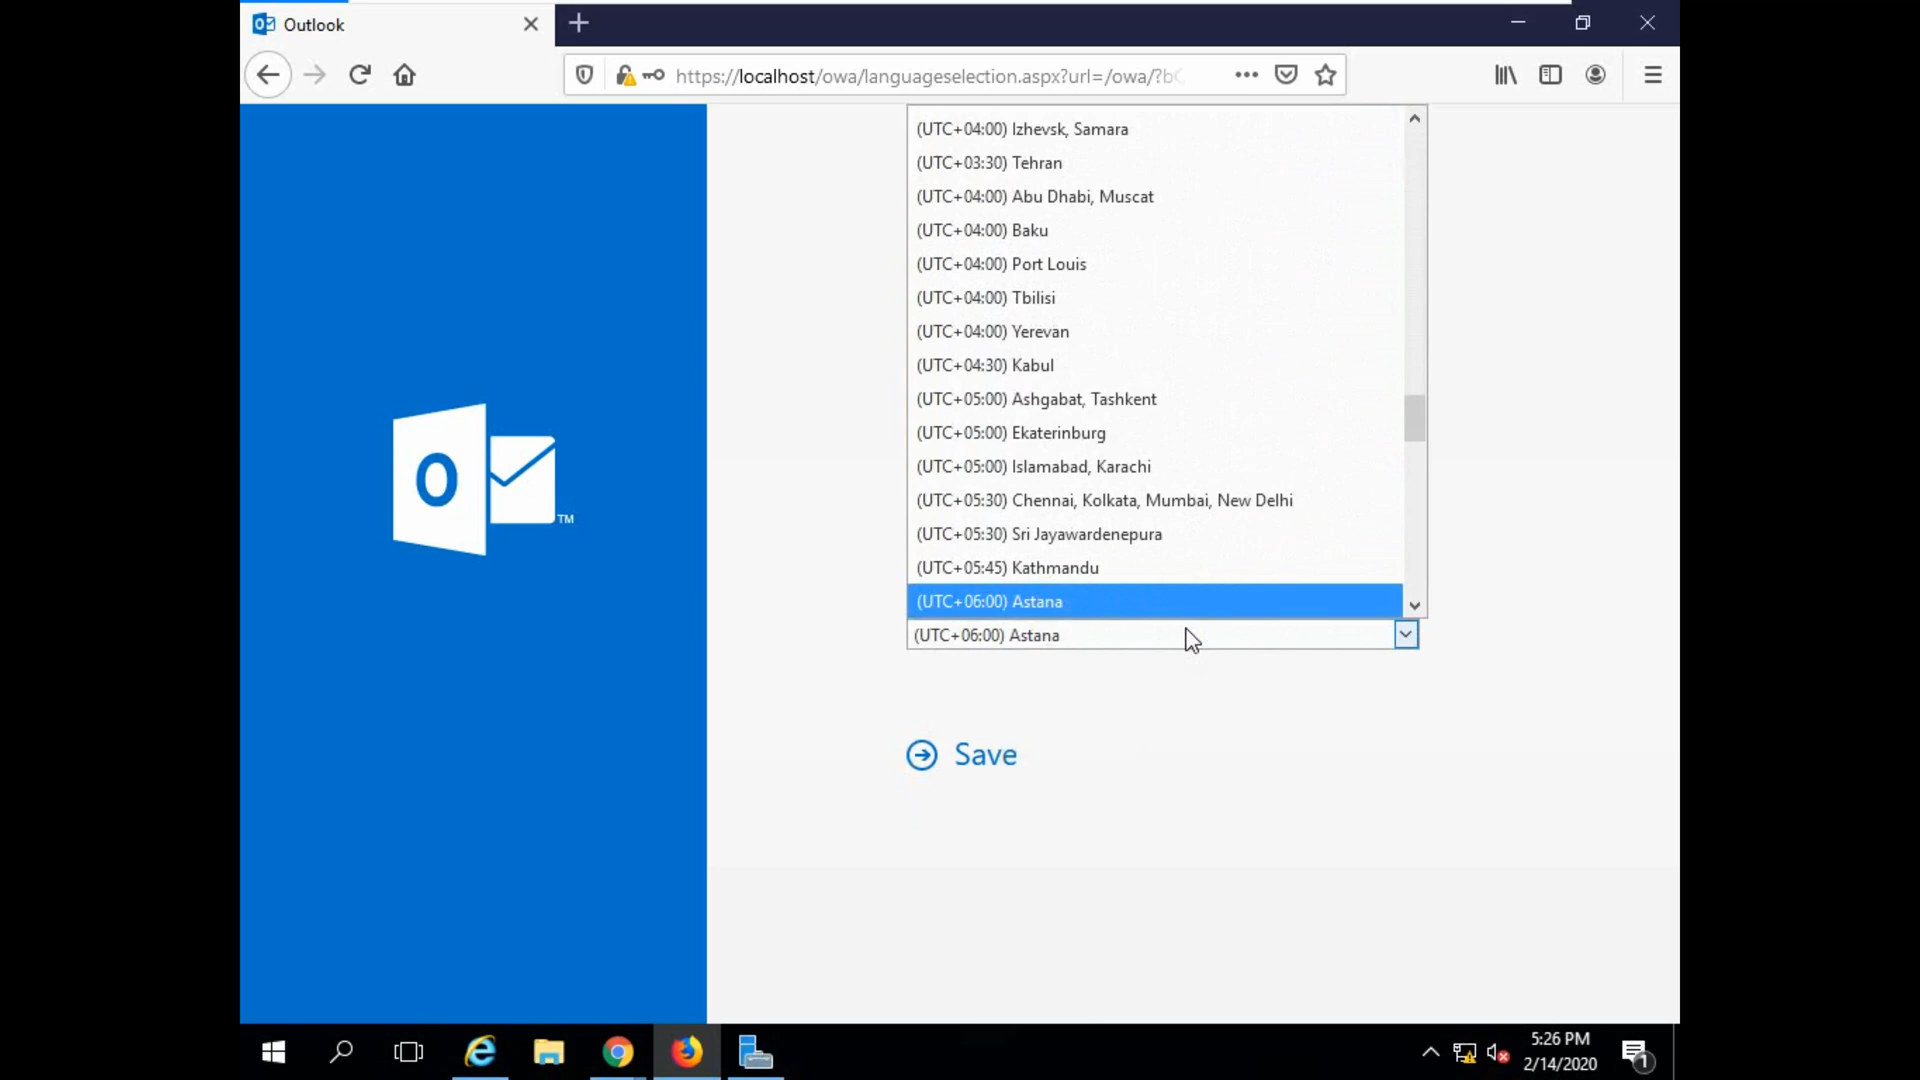 Outlook
https://localhost/owa/languageselection.aspx?url=/owa/?b
(UTC+04:00) Izhevsk, Samara
(UTC+03:30) Tehran
(UTC+04:00) Abu Dhabi, Muscat
(UTC+04:00) Baku
(UTC+04:00) Port Louis
(UTC+04:00) Tbilisi
(UTC+04:00) Yerevan
(UTC+04:30) Kabul
(UTC+05:00) Ashgabat, Tashkent
(UTC+05:00) Ekaterinburg
(UTC+05:00) Islamabad, Karachi
(UTC+05:30) Chennai, Kolkata, Mumbai, New Delhi
(UTC+05:30) Sri Jayawardenepura
(UTC+05:45) Kathmandu
(UTC+06:00) Astana
(UTC+06:00) Astana
O
TM
Save
5:26 PM
2/14/2020
1